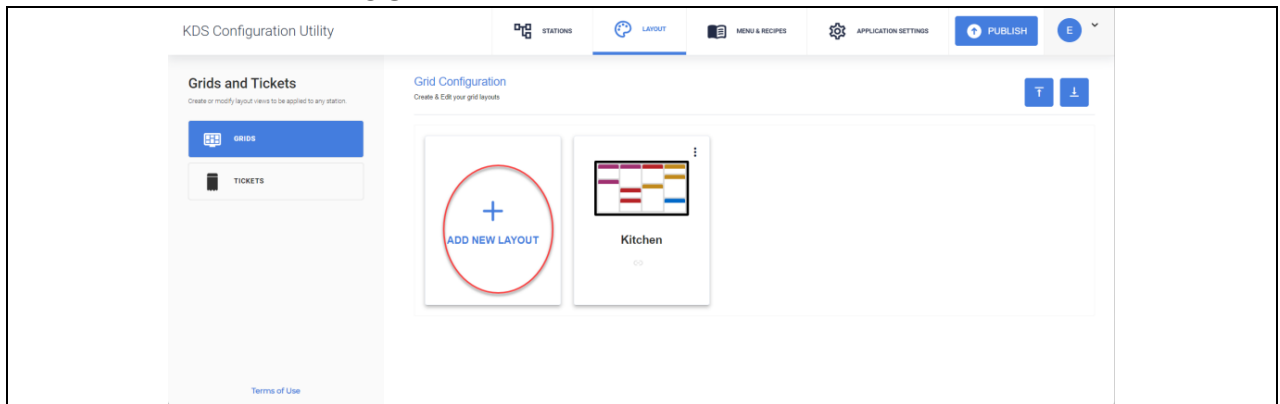 KDS Configuration Utility
STATIONS
LAYOUT
MENU & RECIPES
APPLICATION SETTINGS
PUBLISH
E
Grids and Tickets
Create or modify layout views to be applied to any station.
GRIDS
TICKETS
Terms of Use
Grid Configuration
Create & Edit your grid layouts
ADD NEW LAYOUT
Kitchen